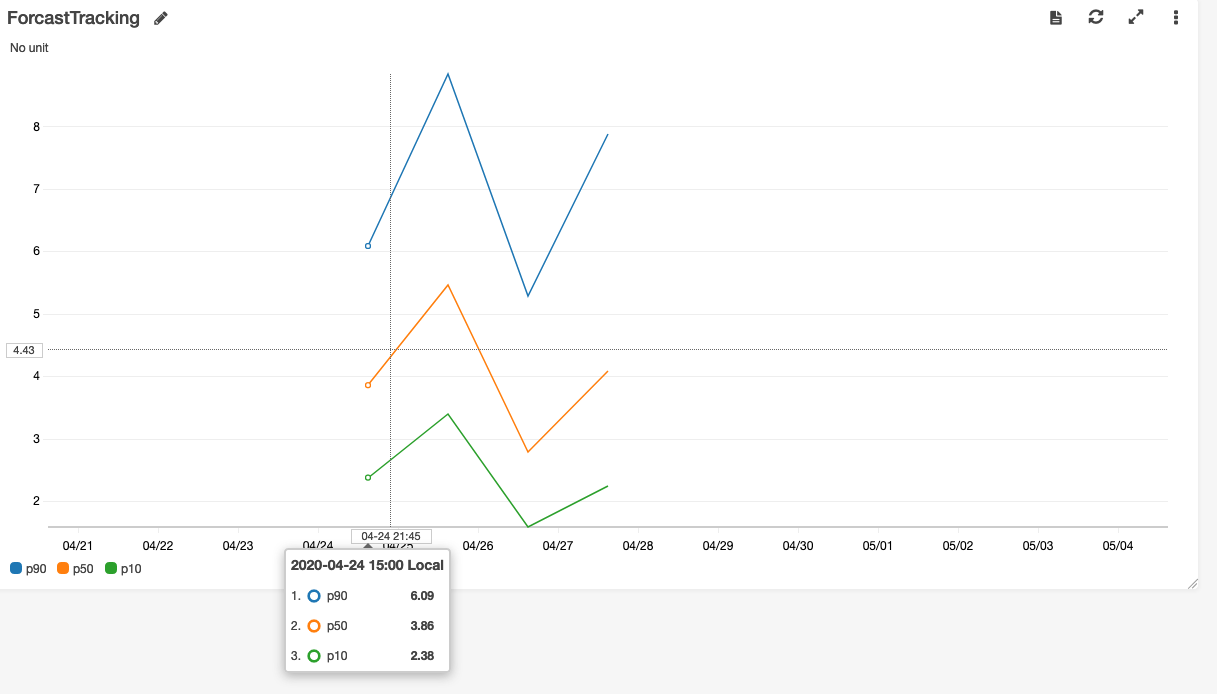 ForcastTracking
No unit
8
7
6
5
4.43
4
3
2
04-24 21:45
04/21 04/22 04/23 04/24 04/25 04/26 04/27 04/28 04/29 04/30 05/01 05/02 05/03 05/04
p90 p50 p10
2020-04-24 15:00 Local
1. p90 6.09
2. p50 3.86
3. p10 2.38